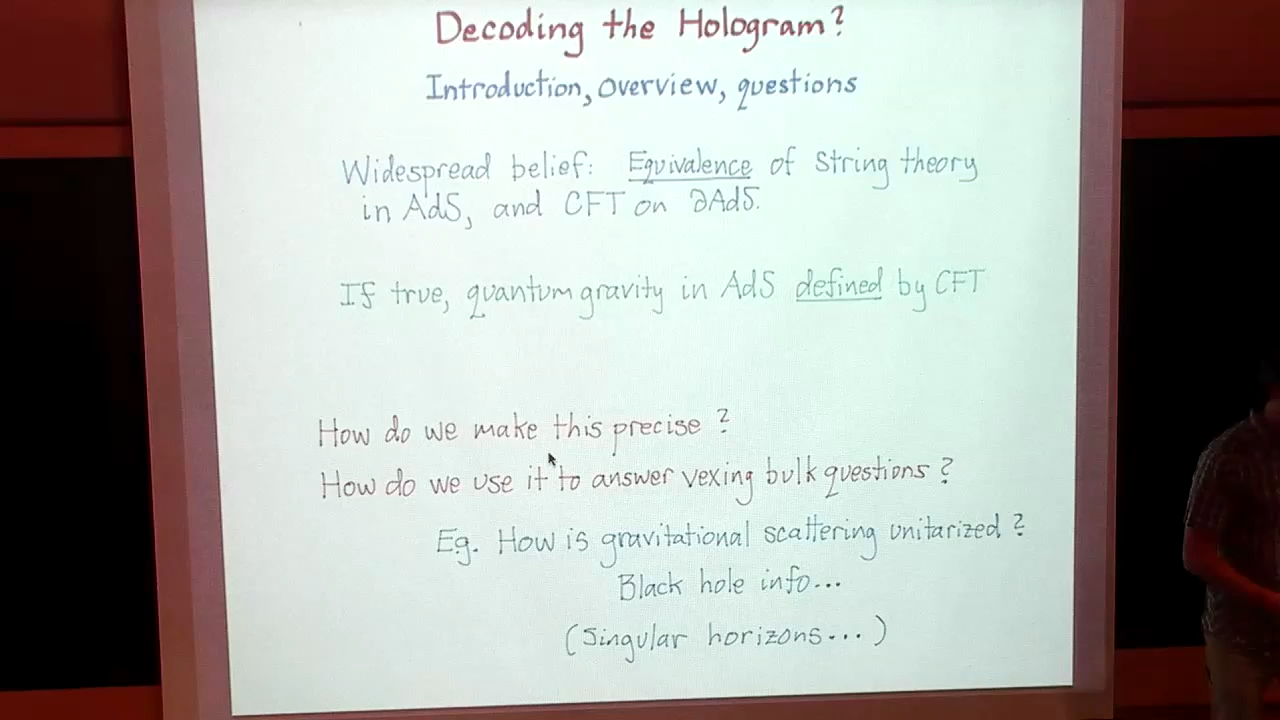 Decoding the Hologram?
Introduction, overview, questions
Widespread belief: Equivalence of string theory
in AdS, and CFT on ∂AdS.
If true, quantum gravity in AdS defined by CFT
How do we make this precise?
How do we use it to answer vexing bulk questions?
Eg. How is gravitational scattering unitarized?
Black hole info...
(Singular horizons...)